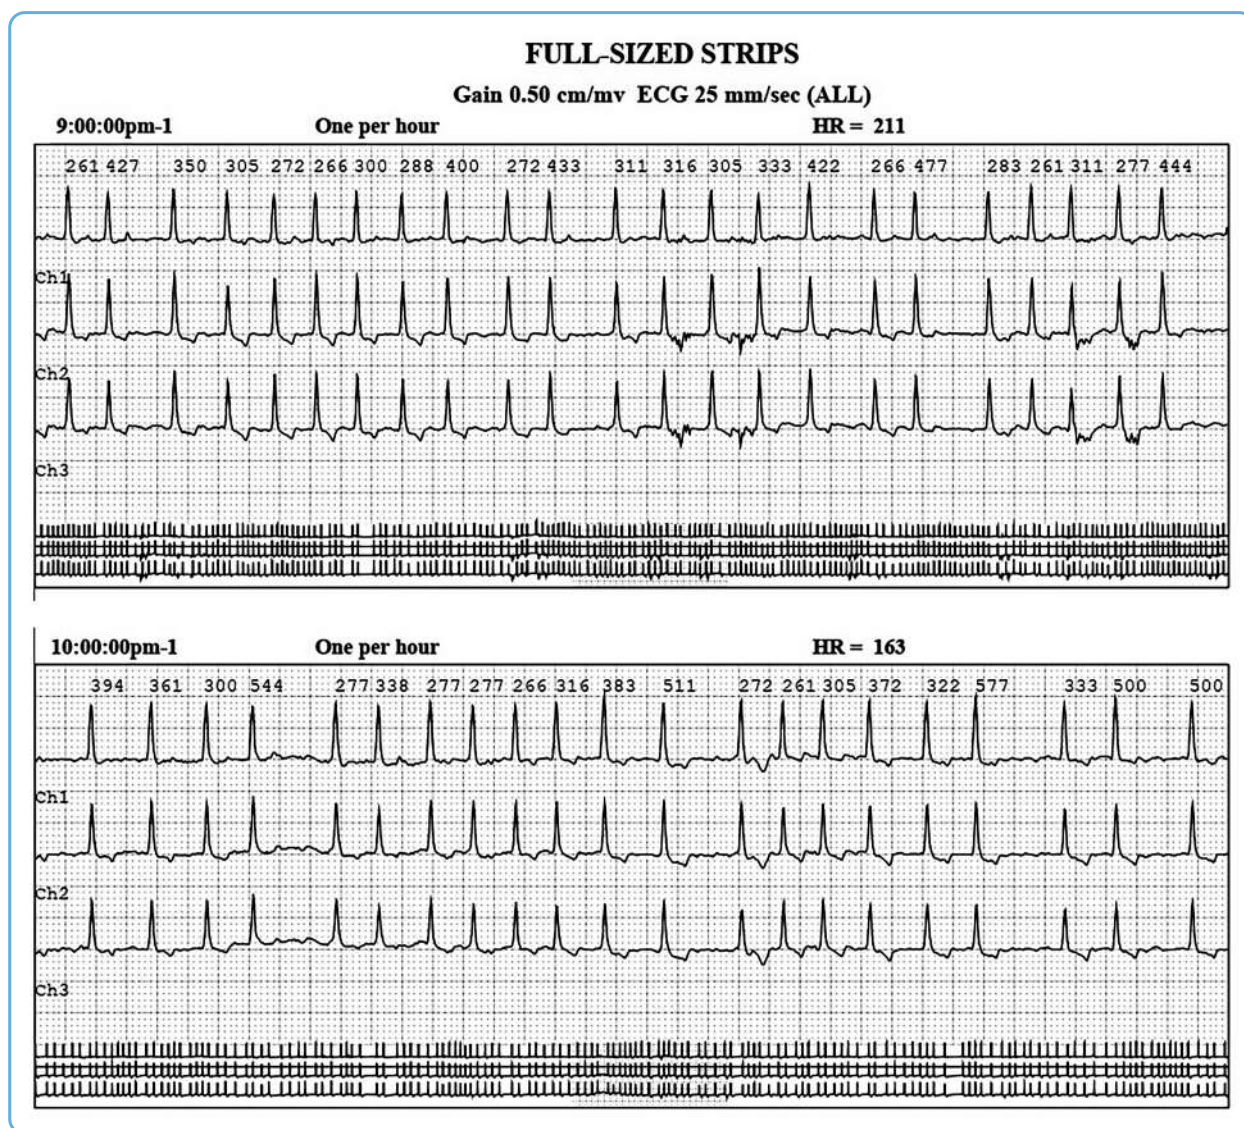 FULL-SIZED STRIPS
Gain 0.50 cm/mv ECG 25 mm/sec (ALL)
9:00:00pm-1 One per hour HR = 211
261 427 350 305 272 266 300 288 400 272 433 311 316 305 333 422 266 477 283 261 311 277 444
Ch1
Ch2
Ch3
10:00:00pm-1 One per hour HR = 163
394 361 300 544 277 338 277 277 266 316 383 511 272 261 305 372 322 577 333 500 500
Ch1
Ch2
Ch3